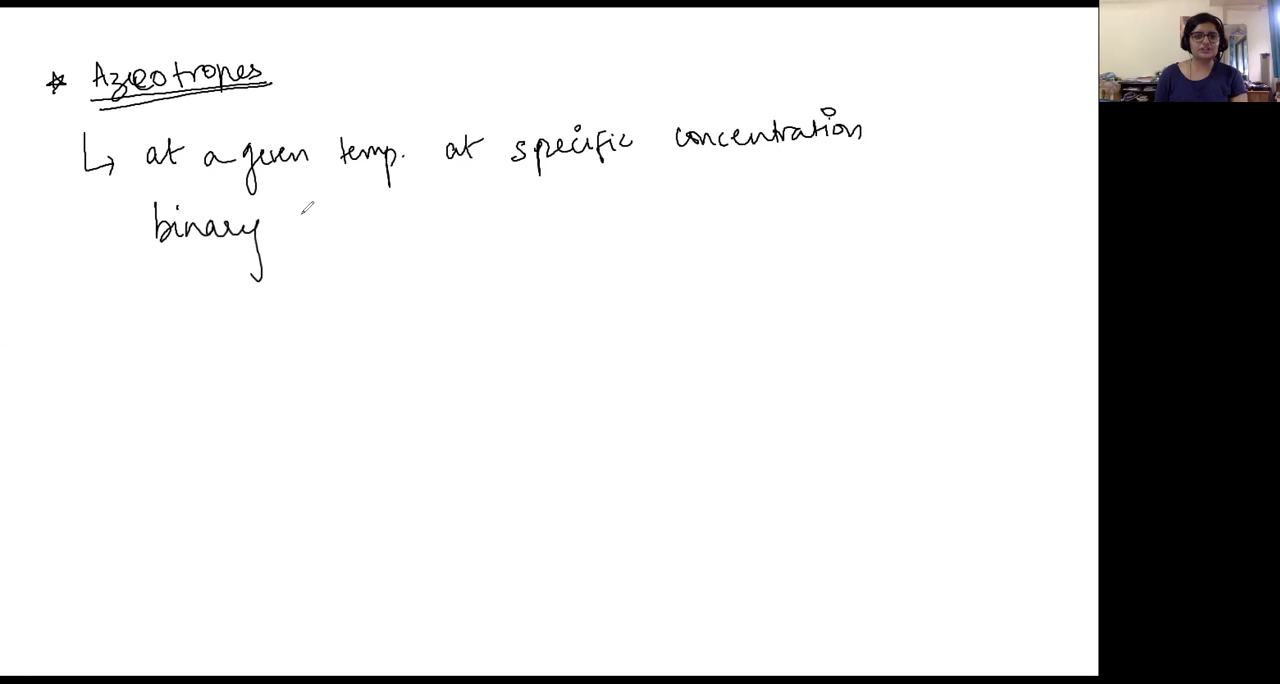 * Azeotropes
↳ at a given temp. at specific concentration
binary